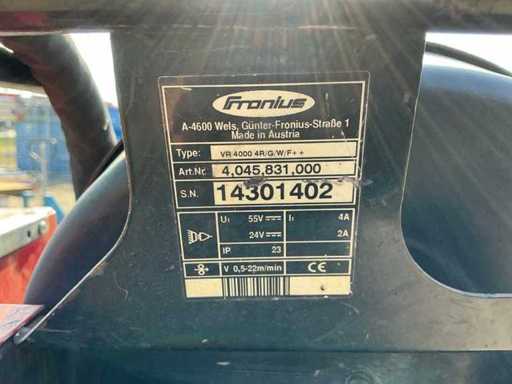 Fronius
A-4600 Wels, Günter-Fronius-Straße 1
Made in Austria
Type: VR 4000 4R/G/W/F++
Art.Nr. 4,045,831,000
S.N. 14301402
U1 55V I1 4A
24V 2A
IP 23
V 0,5-22m/min CE